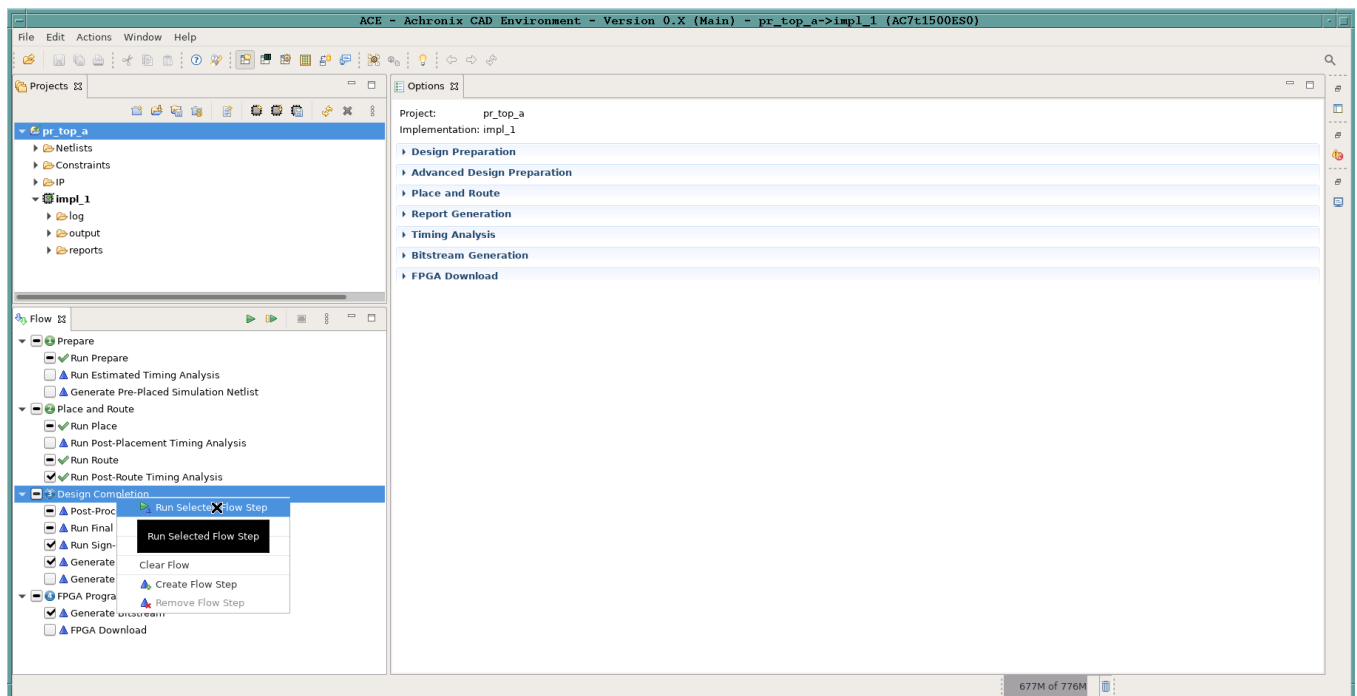 ACE - Achronix CAD Environment - Version 0.X (Main) - pr_top_a->impl_1 (AC7t1500ES0)
File Edit Actions Window Help
Projects
pr_top_a
Netlists
Constraints
IP
impl_1
log
output
reports
Options
Project: pr_top_a
Implementation: impl_1
Design Preparation
Advanced Design Preparation
Place and Route
Report Generation
Timing Analysis
Bitstream Generation
FPGA Download
Flow
1 Prepare
Run Prepare
Run Estimated Timing Analysis
Generate Pre-Placed Simulation Netlist
2 Place and Route
Run Place
Run Post-Placement Timing Analysis
Run Route
Run Post-Route Timing Analysis
3 Design Completion
Post-Proc
Run Final
Run Sign-
Generate
Generate
4 FPGA Progra
Generate Bitstream
FPGA Download
Run Selected Flow Step
Run Selected Flow Step
Clear Flow
Create Flow Step
Remove Flow Step
677M of 776M